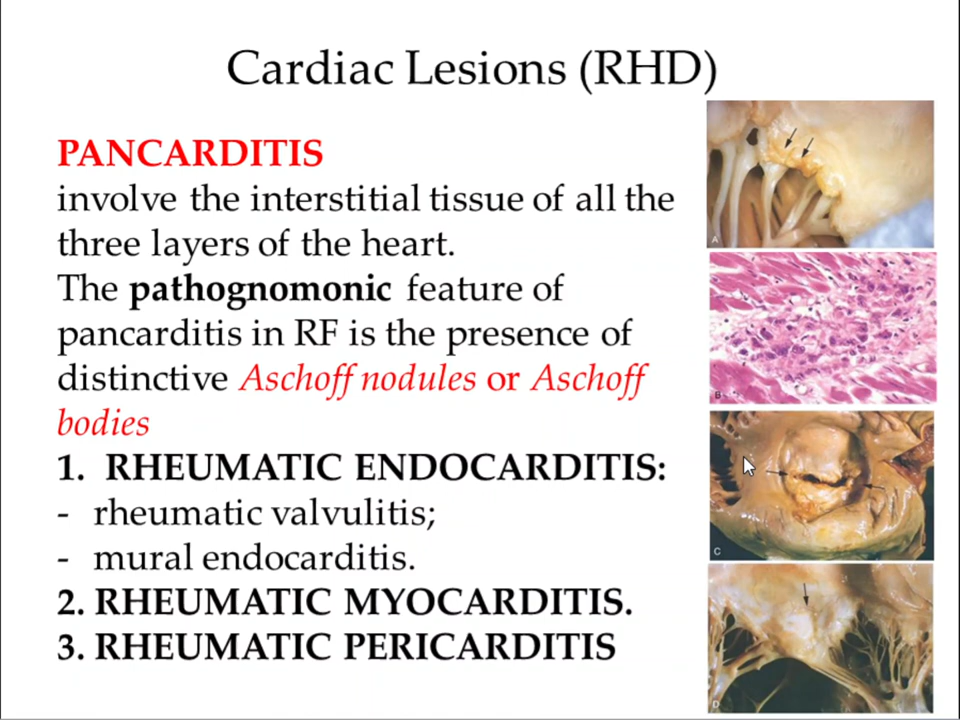 Cardiac Lesions (RHD)
PANCARDITIS
involve the interstitial tissue of all the
three layers of the heart.
The pathognomonic feature of
pancarditis in RF is the presence of
distinctive Aschoff nodules or Aschoff
bodies
1. RHEUMATIC ENDOCARDITIS:
- rheumatic valvulitis;
- mural endocarditis.
2. RHEUMATIC MYOCARDITIS.
3. RHEUMATIC PERICARDITIS
A
B
C
D